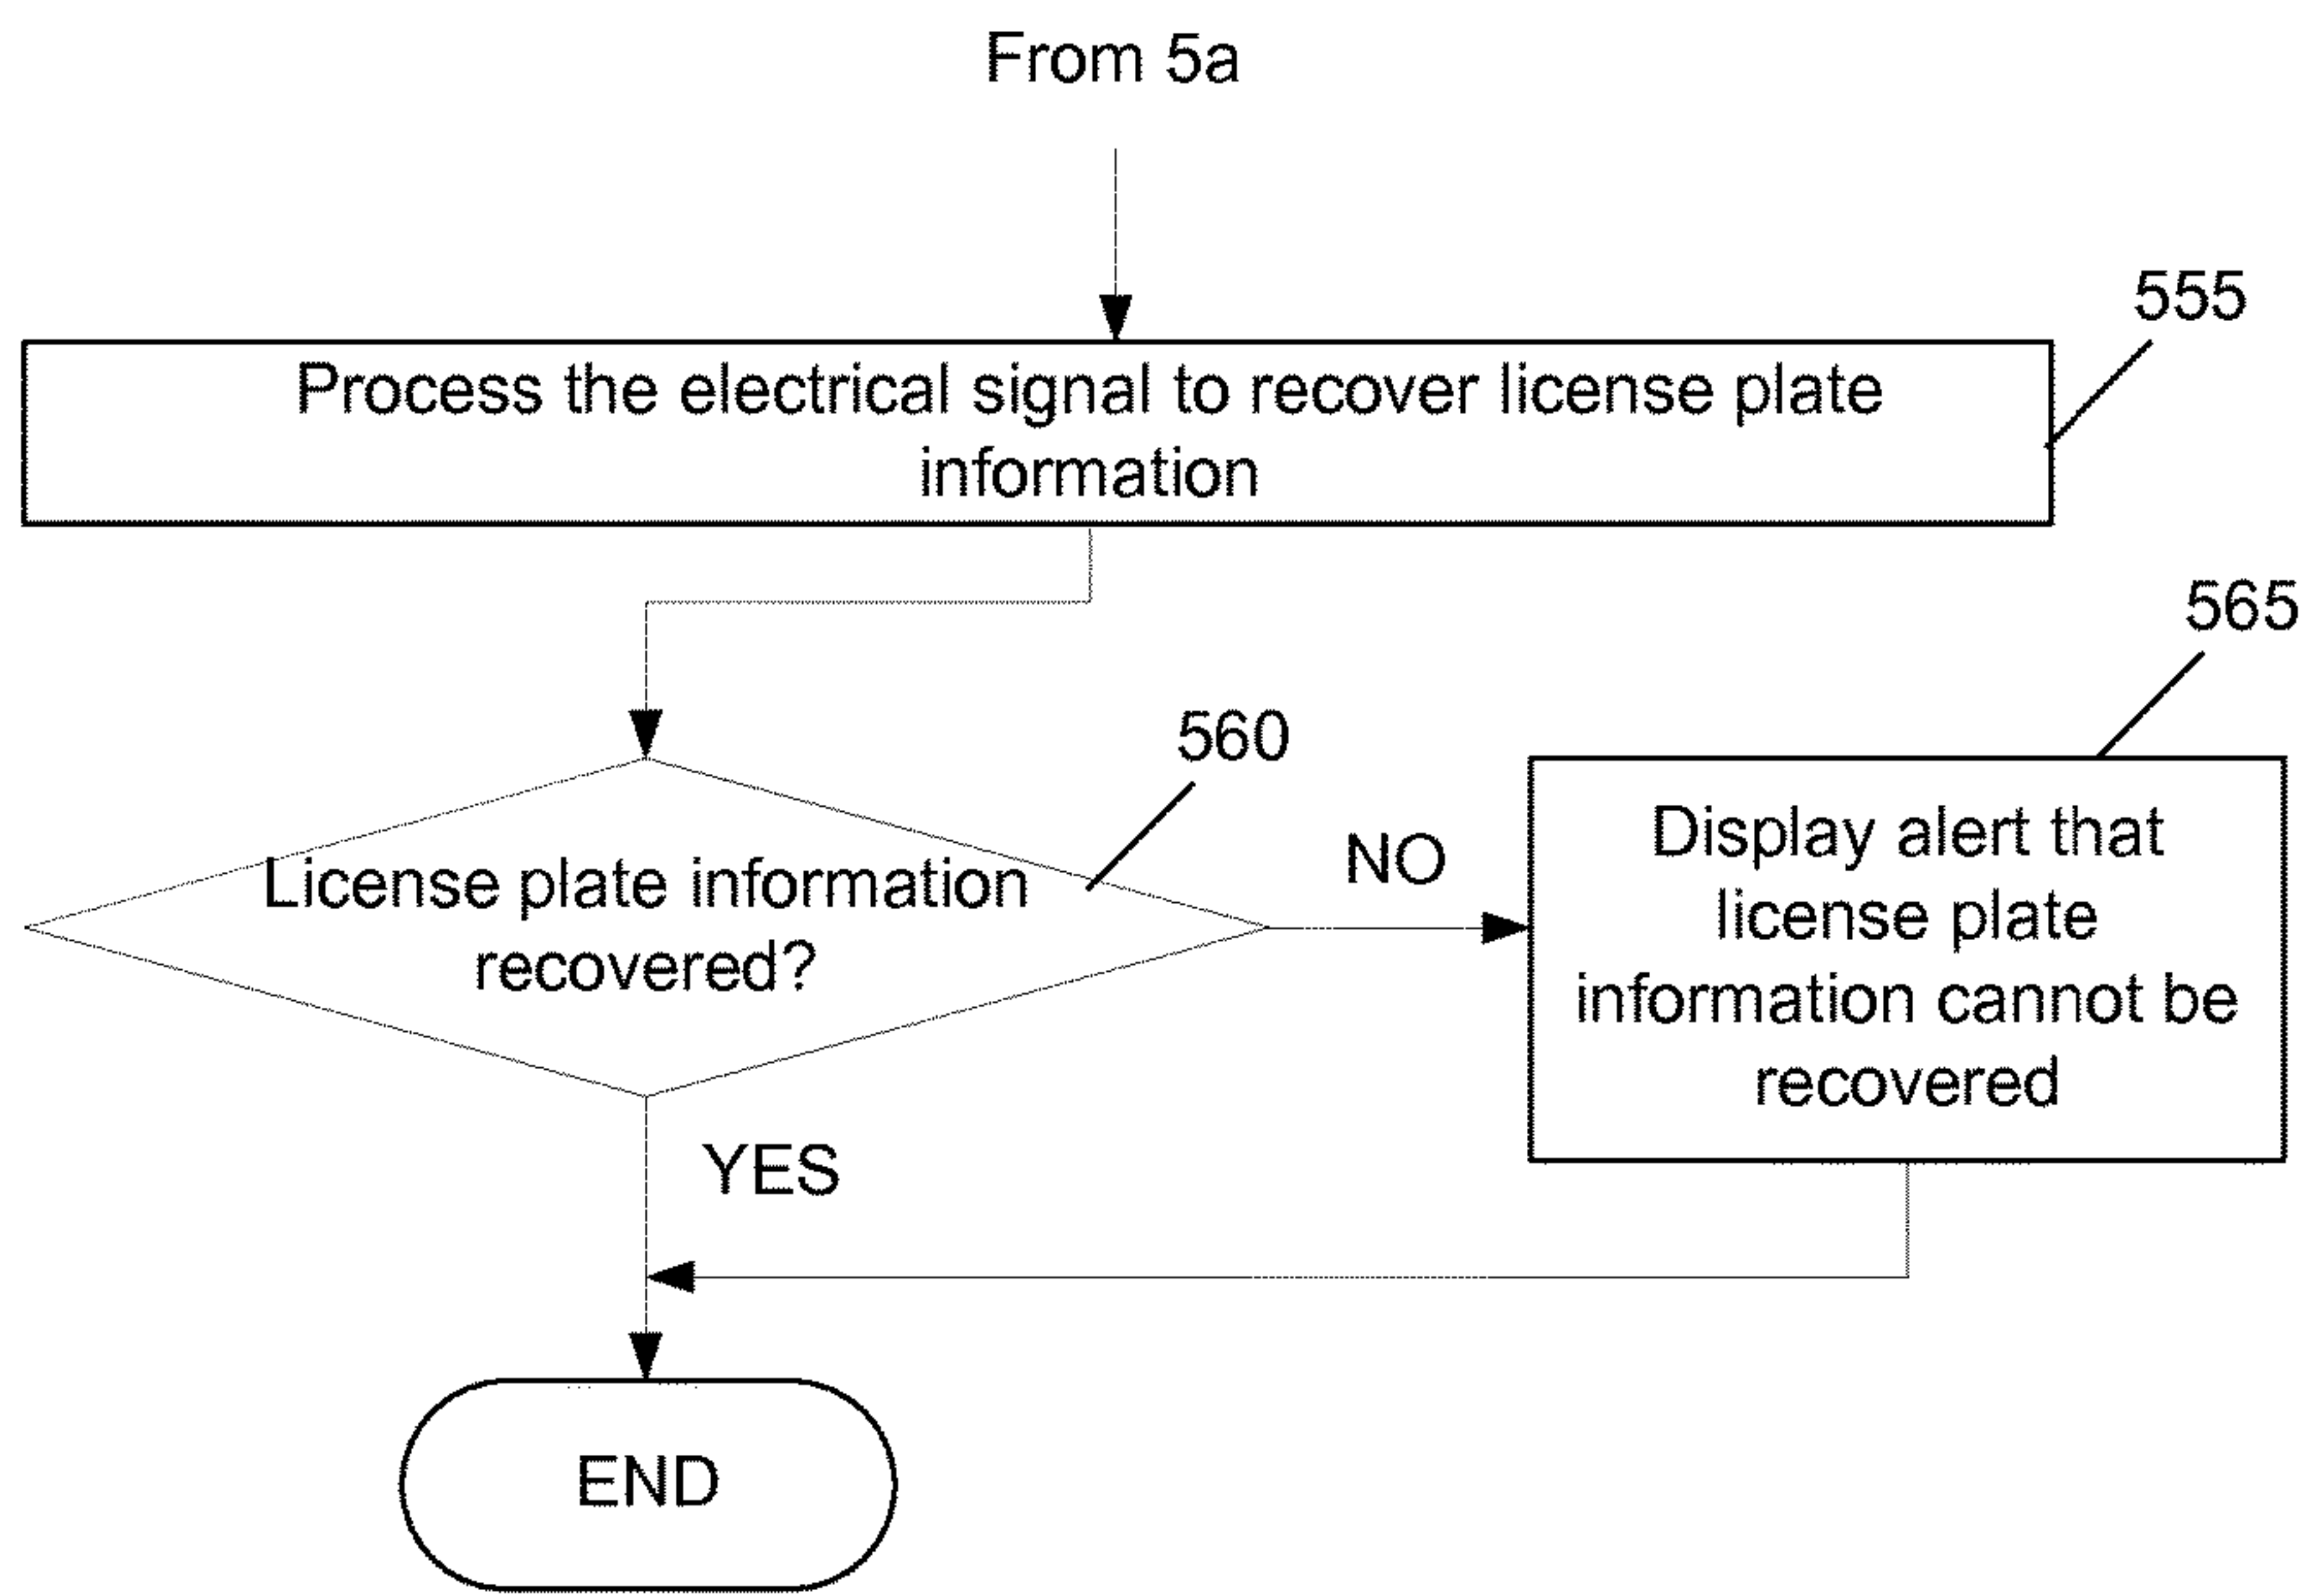 From 5a
555
Process the electrical signal to recover license plate
information
565
560
License plate information
recovered?
NO
Display alert that
license plate
information cannot be
recovered
YES
END